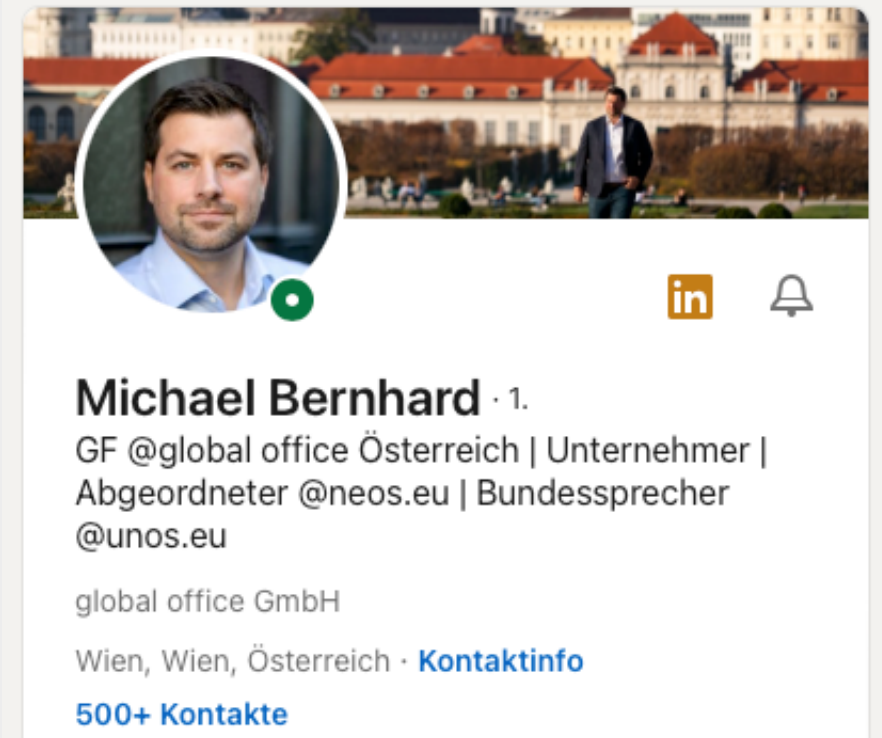 in
Michael Bernhard · 1.
GF @global office Österreich | Unternehmer |
Abgeordneter @neos.eu | Bundessprecher
@unos.eu
global office GmbH
Wien, Wien, Österreich · Kontaktinfo
500+ Kontakte